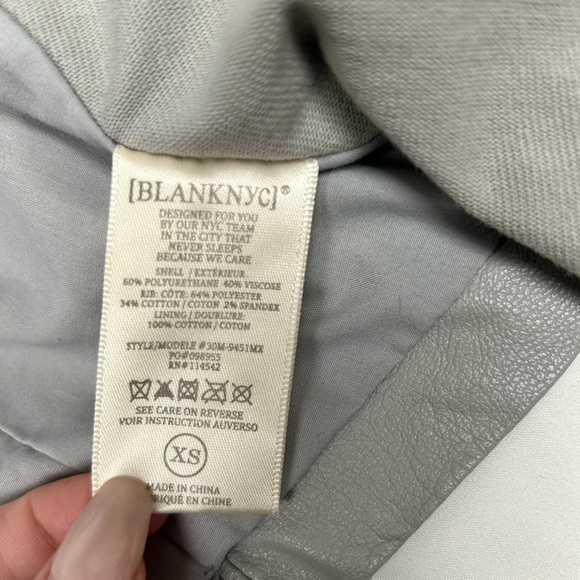 [BLANKNYC]®
DESIGNED FOR YOU
BY OUR NYC TEAM
IN THE CITY THAT
NEVER SLEEPS
BECAUSE WE CARE
SHELL / EXTÉRIEUR
60% POLYURETHANE 40% VISCOSE
RIB: CÔTE: 64% POLYESTER
34% COTTON / COTON 2% SPANDEX
LINING / DOUBLURE:
100% COTTON / COTON
STYLE/MODELE # 30M-9451MX
PO#098955
RN#114542
SEE CARE ON REVERSE
VOIR INSTRUCTION AUVERSO
XS
MADE IN CHINA
RIQUÉ EN CHINE